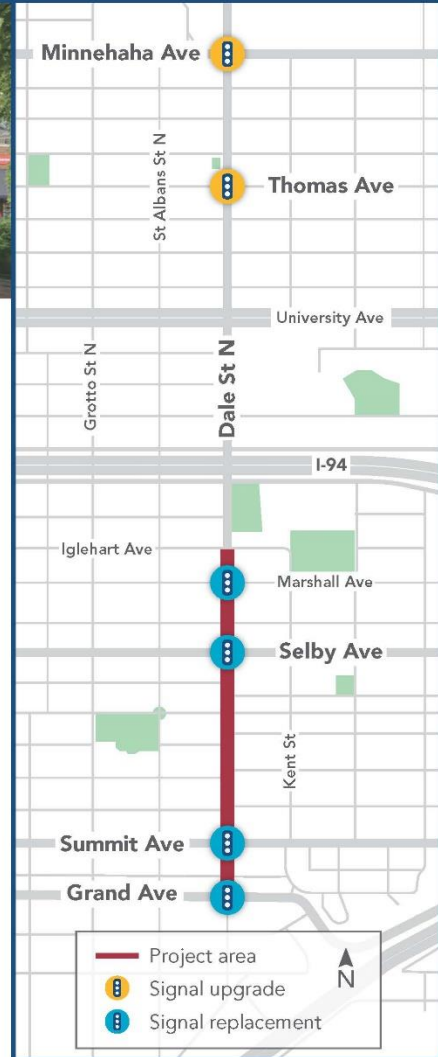 Minnehaha Ave
St Albans St N
Thomas Ave
University Ave
Grotto St N
Dale St N
I-94
Iglehart Ave
Marshall Ave
Selby Ave
Kent St
Summit Ave
Grand Ave
Project area
Signal upgrade
Signal replacement
N